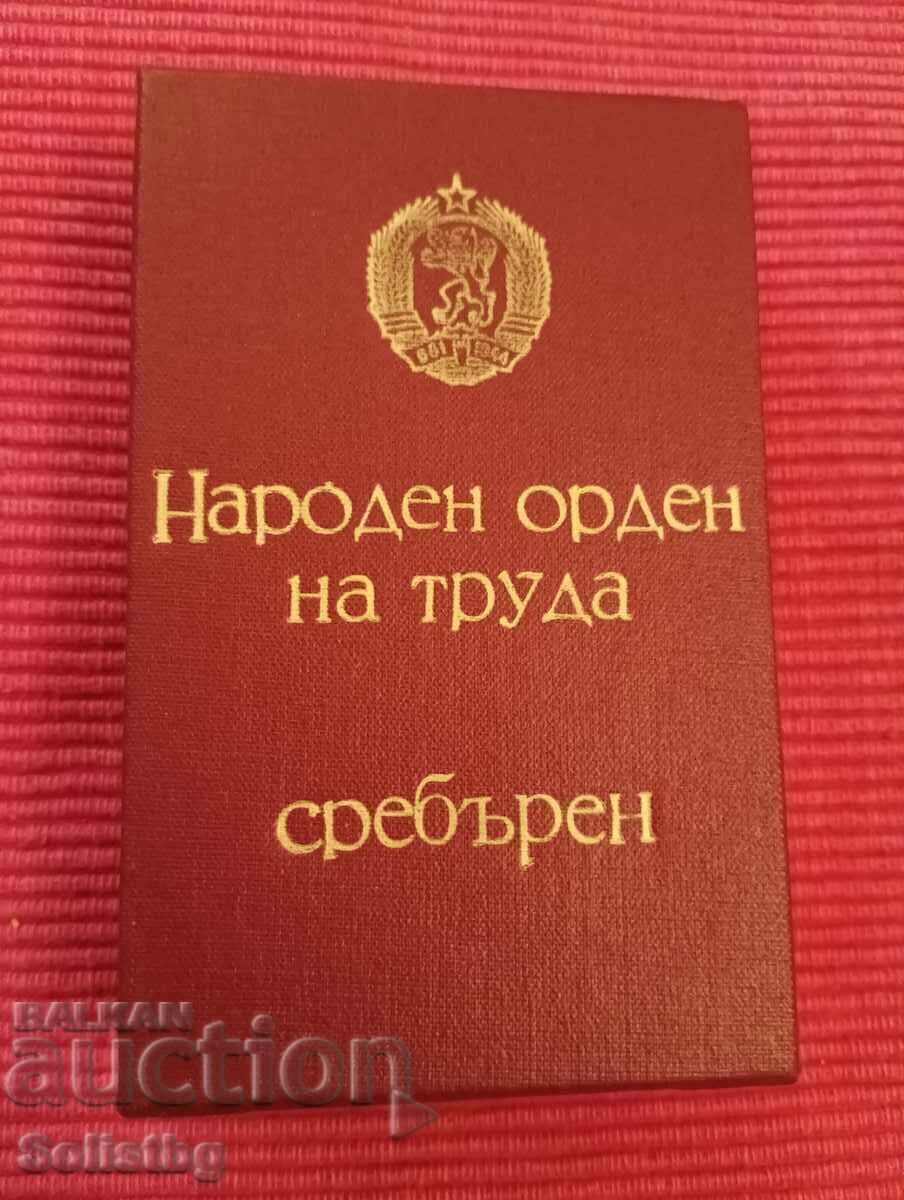 681 1944
Народен орден
на труда
сребърен
BALKAN
auction
Solistbg